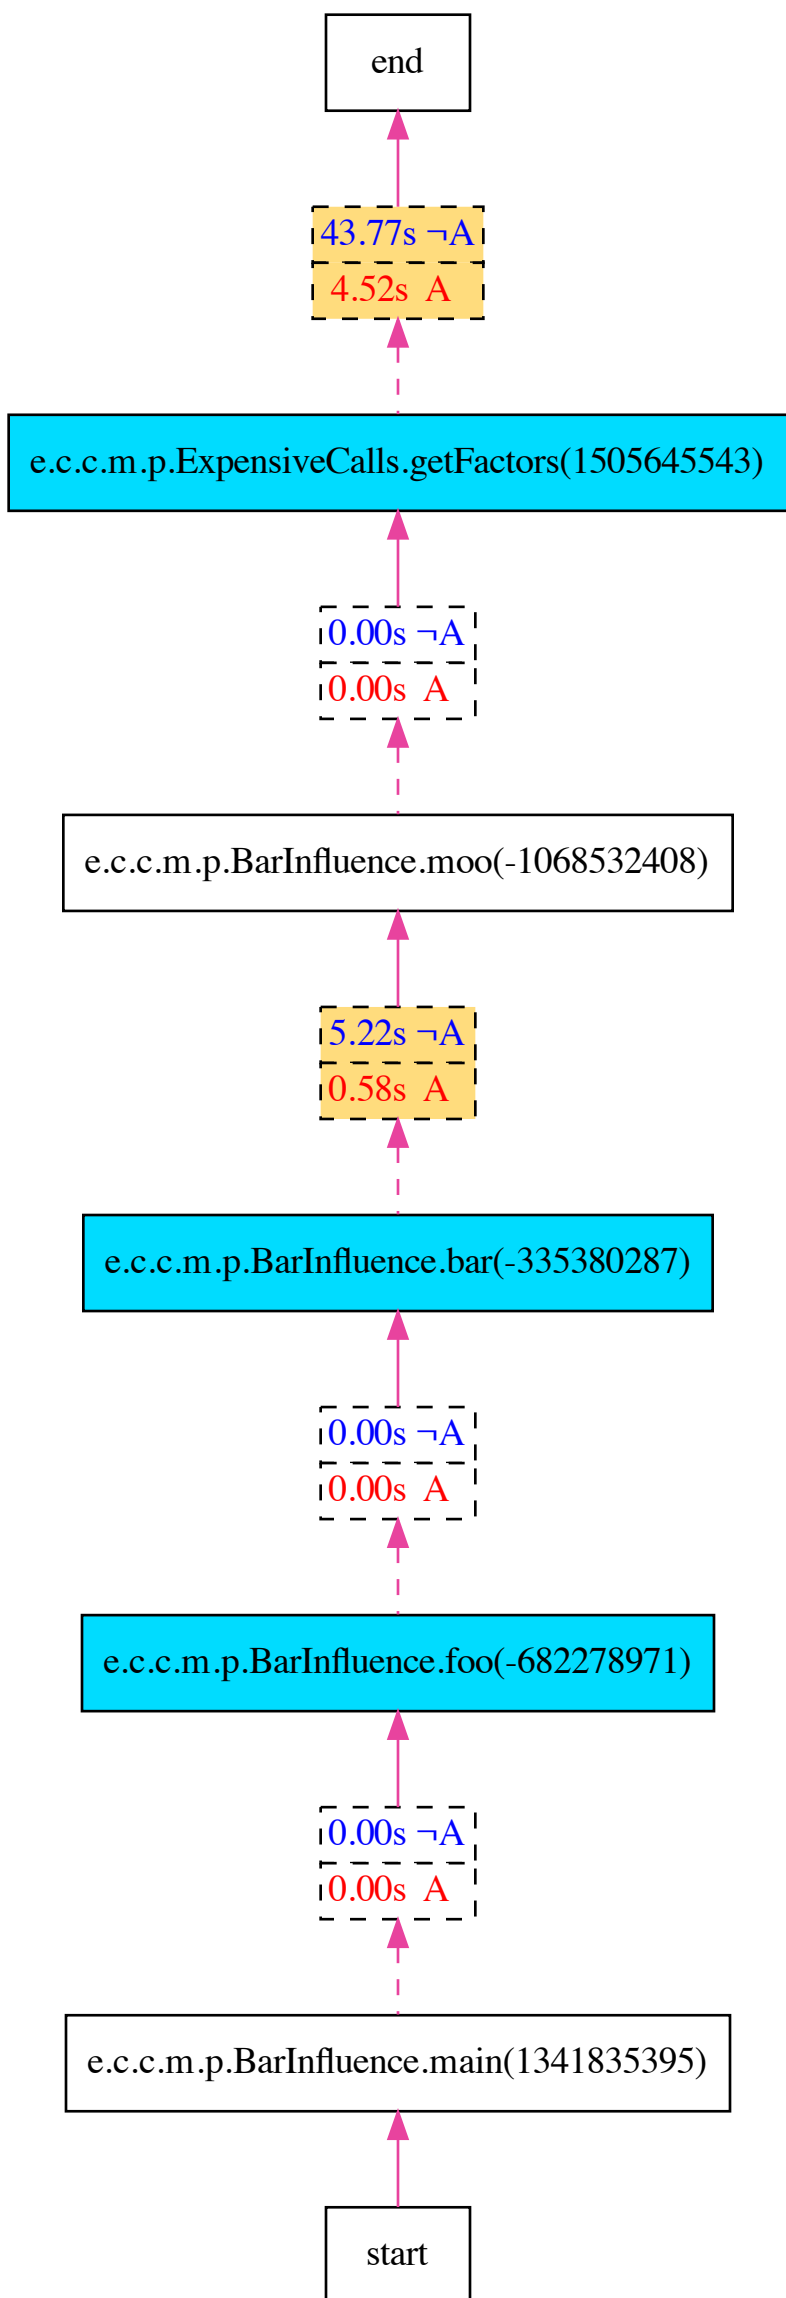 end
43.77s ¬A
4.52s A
e.c.c.m.p.ExpensiveCalls.getFactors(1505645543)
0.00s ¬A
0.00s A
e.c.c.m.p.BarInfluence.moo(-1068532408)
5.22s ¬A
0.58s A
e.c.c.m.p.BarInfluence.bar(-335380287)
0.00s ¬A
0.00s A
e.c.c.m.p.BarInfluence.foo(-682278971)
0.00s ¬A
0.00s A
e.c.c.m.p.BarInfluence.main(1341835395)
start